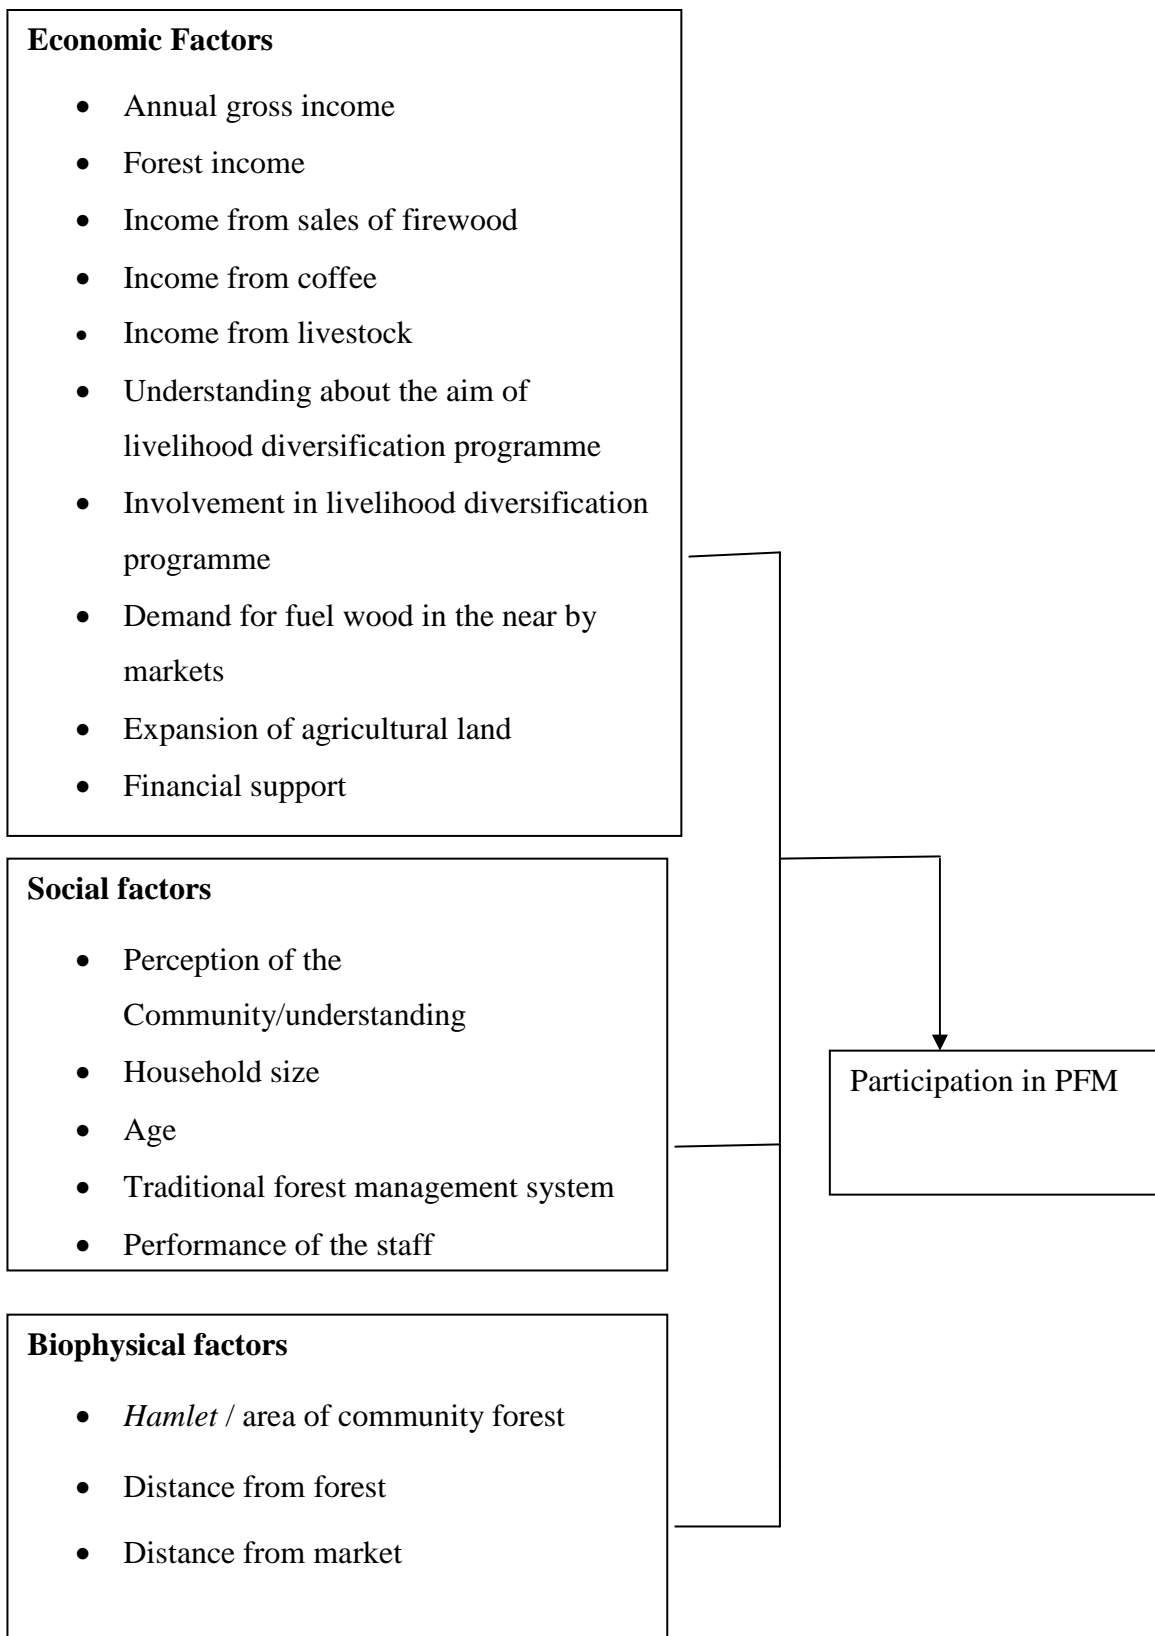 Economic Factors
• Annual gross income
• Forest income
• Income from sales of firewood
• Income from coffee
• Income from livestock
• Understanding about the aim of
livelihood diversification programme
• Involvement in livelihood diversification
programme
• Demand for fuel wood in the near by
markets
• Expansion of agricultural land
• Financial support
Social factors
• Perception of the
Community/understanding
• Household size
• Age
• Traditional forest management system
• Performance of the staff
Biophysical factors
• Hamlet / area of community forest
• Distance from forest
• Distance from market
Participation in PFM